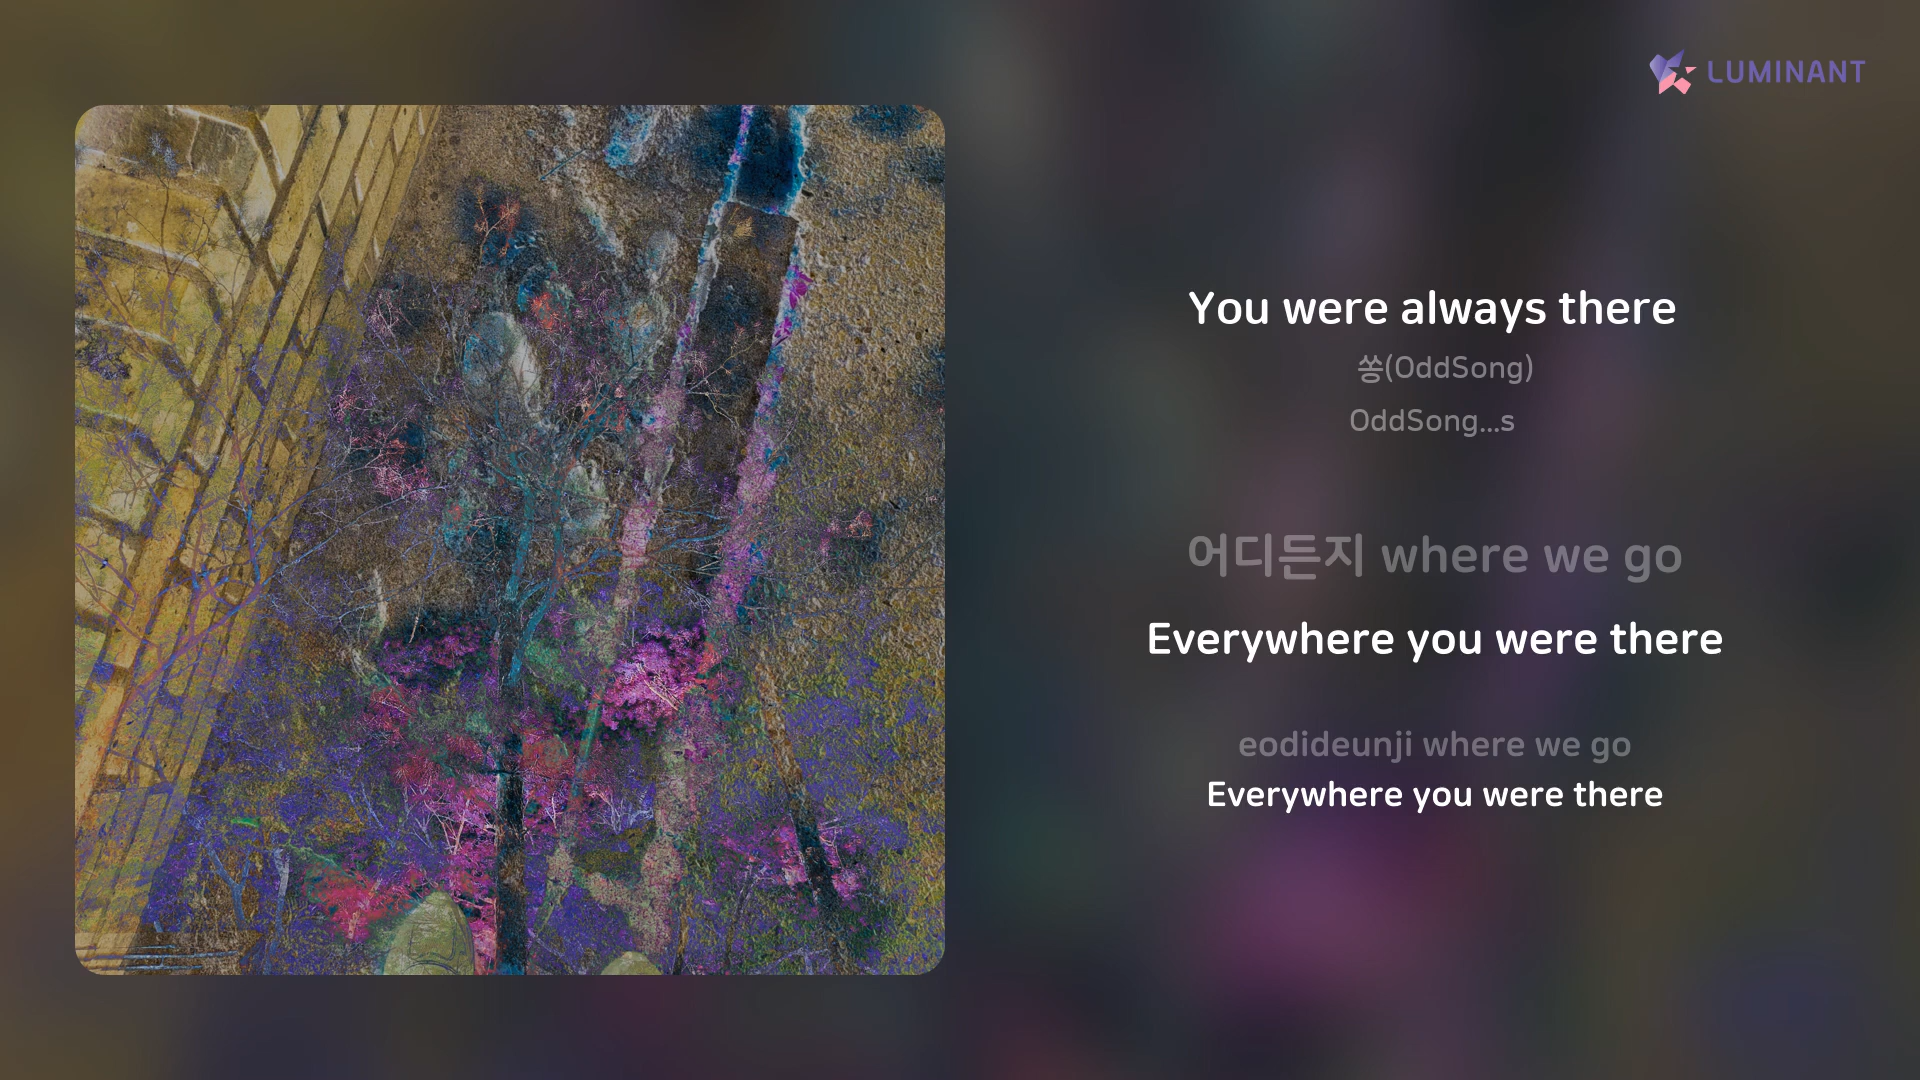 LUMINANT
You were always there
쏭(OddSong)
OddSong...s
어디든지 where we go
Everywhere you were there
eodideunji where we go
Everywhere you were there